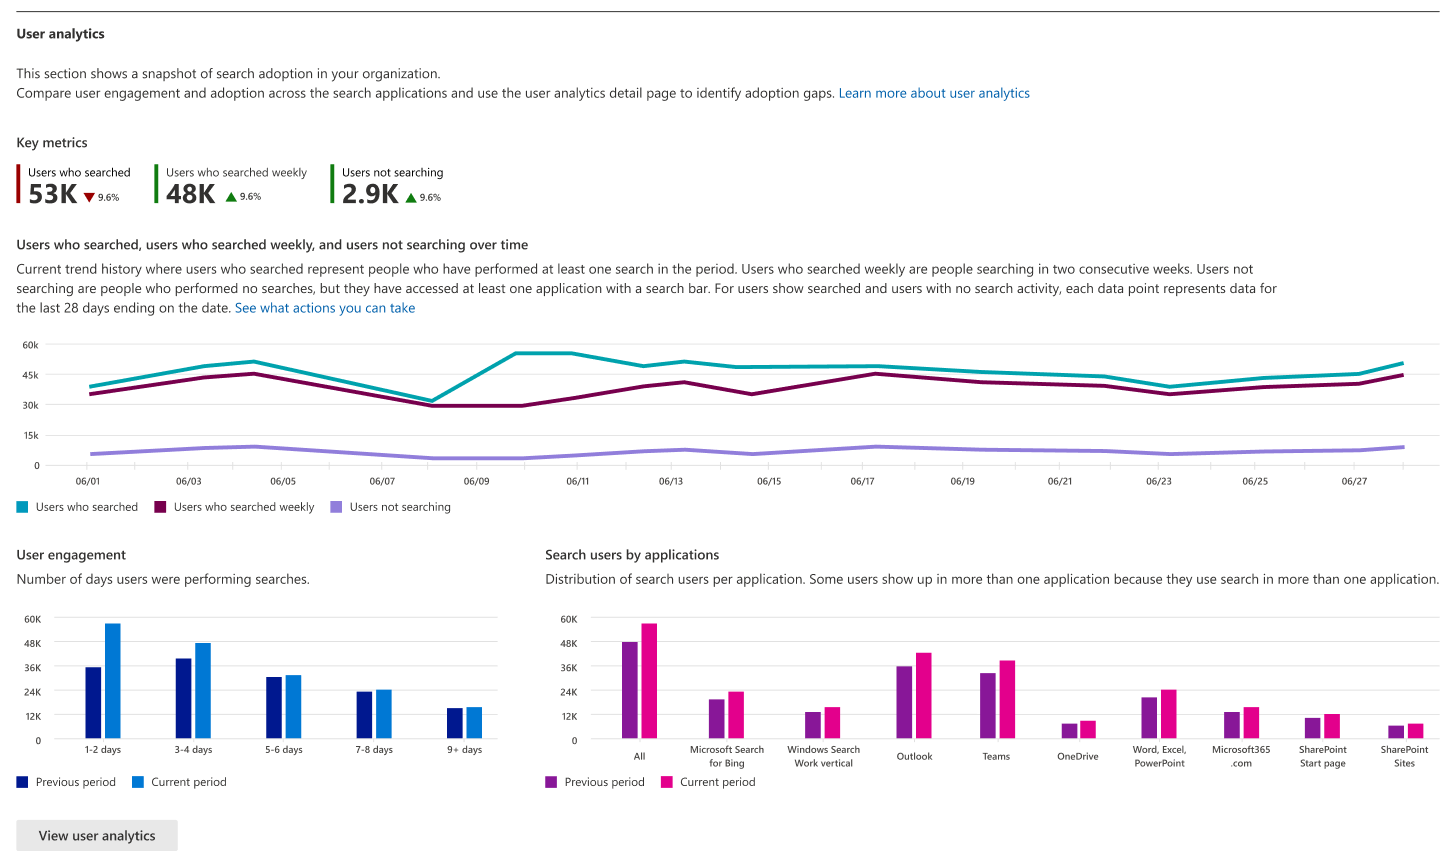 User analytics
This section shows a snapshot of search adoption in your organization.
Compare user engagement and adoption across the search applications and use the user analytics detail page to identify adoption gaps. Learn more about user analytics
Key metrics
Users who searched
53K 9.6%
Users who searched weekly
48K 9.6%
Users not searching
2.9K 9.6%
Users who searched, users who searched weekly, and users not searching over time
Current trend history where users who searched represent people who have performed at least one search in the period. Users who searched weekly are people searching in two consecutive weeks. Users not
searching are people who performed no searches, but they have accessed at least one application with a search bar. For users show searched and users with no search activity, each data point represents data for
the last 28 days ending on the date. See what actions you can take
60k
45k
30k
15k
0
06/01 06/03 06/05 06/07 06/09 06/11 06/13 06/15 06/17 06/19 06/21 06/23 06/25 06/27
Users who searched Users who searched weekly Users not searching
User engagement
Number of days users were performing searches.
60K
48K
36K
24K
12K
0
1-2 days 3-4 days 5-6 days 7-8 days 9+ days
Previous period Current period
Search users by applications
Distribution of search users per application. Some users show up in more than one application because they use search in more than one application.
60K
48K
36K
24K
12K
0
All
Microsoft Search
for Bing
Windows Search
Work vertical
Outlook
Teams
OneDrive
Word, Excel,
PowerPoint
Microsoft365
.com
SharePoint
Start page
SharePoint
Sites
Previous period Current period
View user analytics